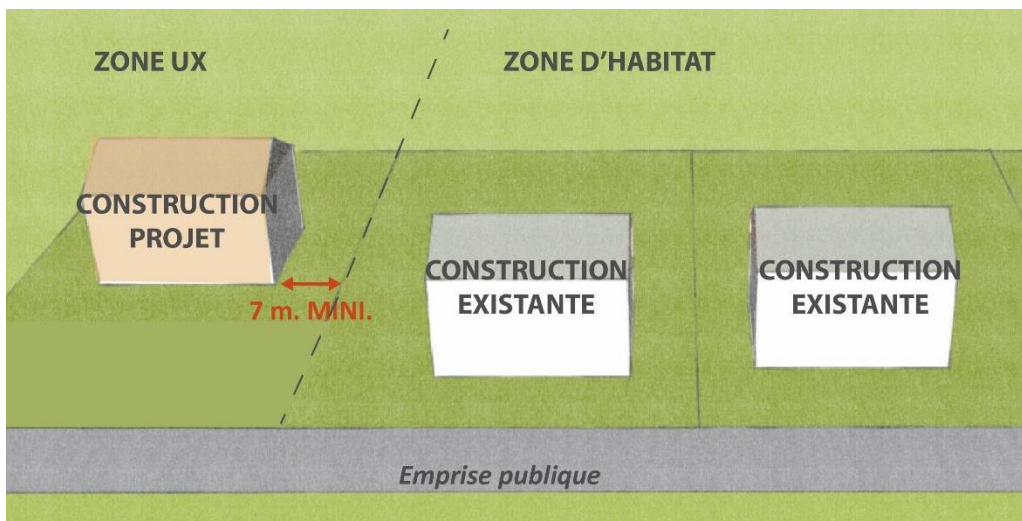 ZONE UX
ZONE D'HABITAT
CONSTRUCTION
PROJET
7 m. MINI.
CONSTRUCTION
EXISTANTE
CONSTRUCTION
EXISTANTE
Emprise publique